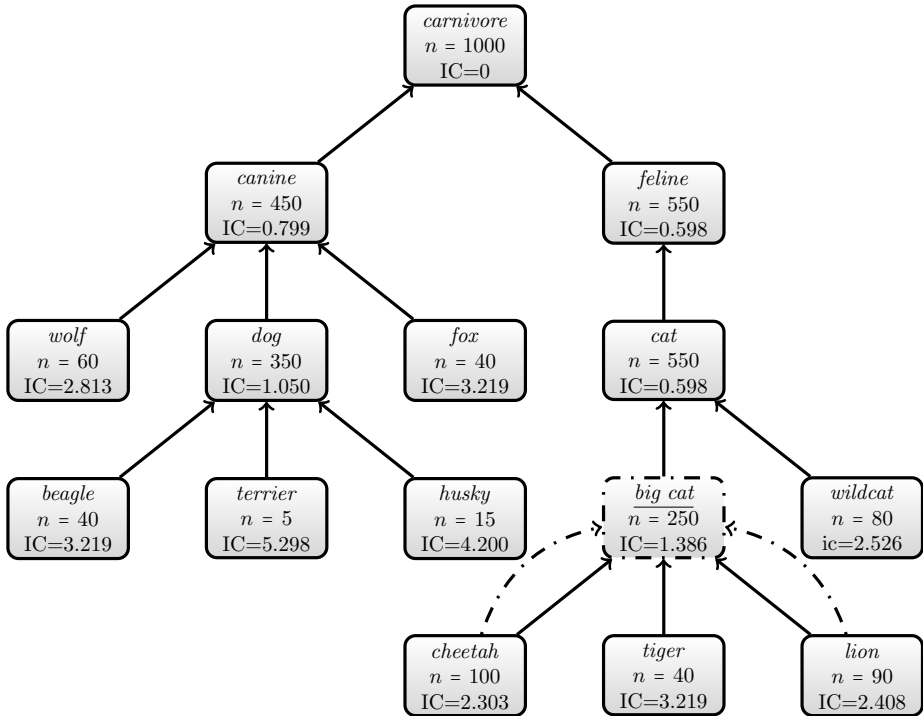 carnivore
n = 1000
IC=0
canine
n = 450
IC=0.799
feline
n = 550
IC=0.598
wolf
n = 60
IC=2.813
dog
n = 350
IC=1.050
fox
n = 40
IC=3.219
cat
n = 550
IC=0.598
beagle
n = 40
IC=3.219
terrier
n = 5
IC=5.298
husky
n = 15
IC=4.200
big cat
n = 250
IC=1.386
wildcat
n = 80
ic=2.526
cheetah
n = 100
IC=2.303
tiger
n = 40
IC=3.219
lion
n = 90
IC=2.408